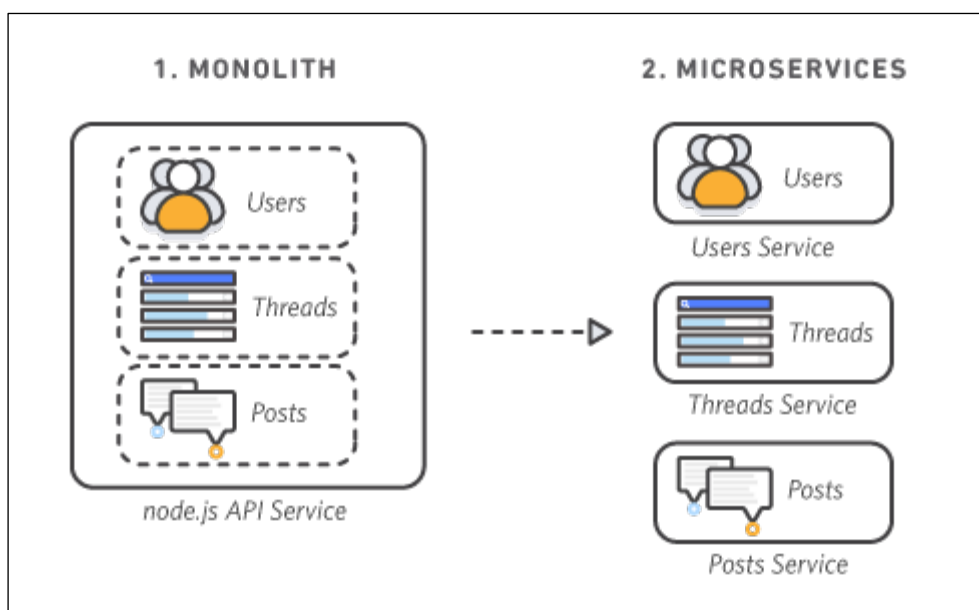 1. MONOLITH
Users
Threads
Posts
node.js API Service
2. MICROSERVICES
Users
Users Service
Threads
Threads Service
Posts
Posts Service